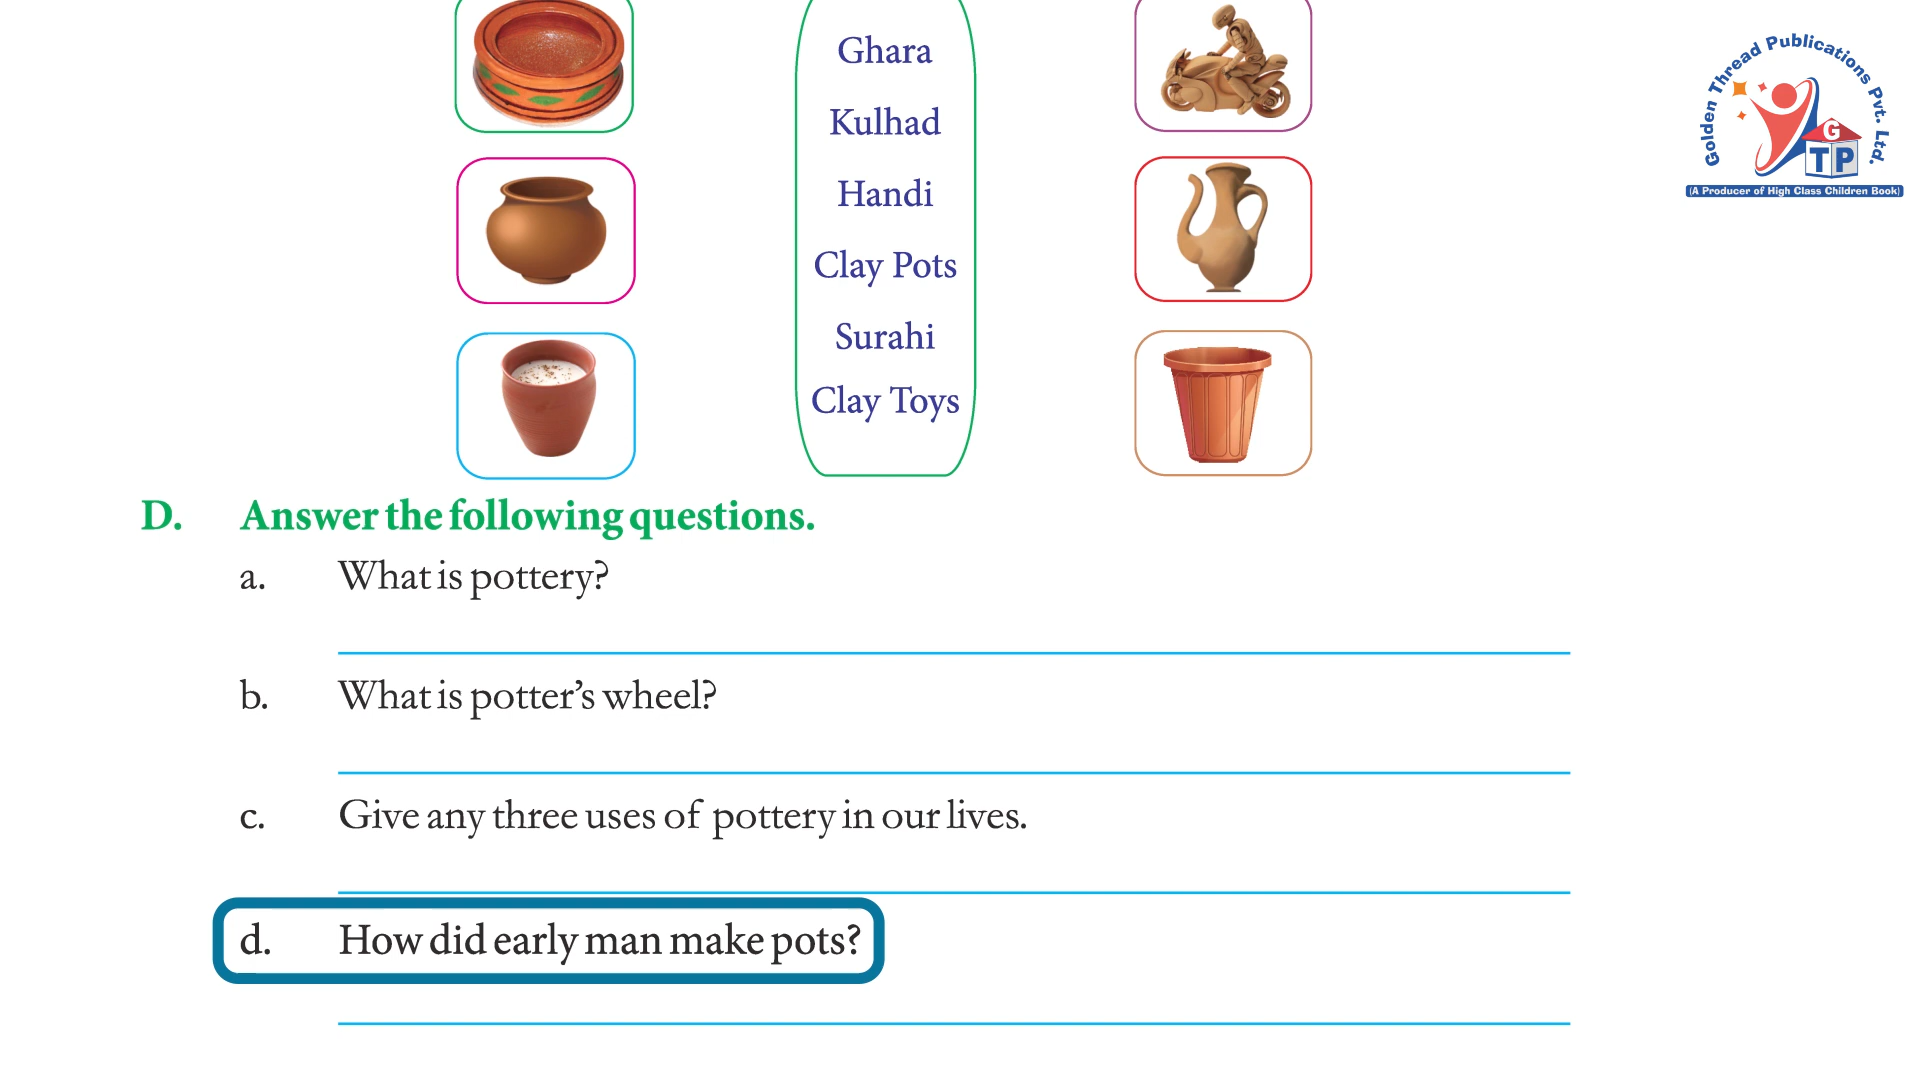 Ghara
Kulhad
Handi
Clay Pots
Surahi
Clay Toys
Golden Thread Publications Pvt. Ltd.
G
T P
(A Producer of High Class Children Book)
D. Answer the following questions.
a. What is pottery?
b. What is potter’s wheel?
c. Give any three uses of pottery in our lives.
d. How did early man make pots?